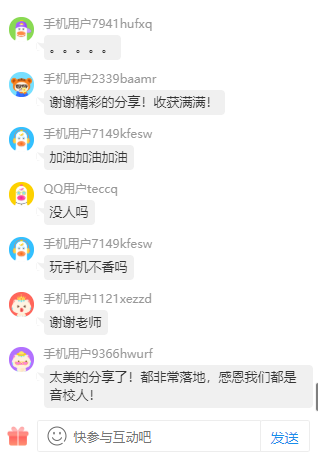 手机用户7941hufxq
。。。。。
手机用户2339baamr
谢谢精彩的分享！收获满满！
手机用户7149kfesw
加油加油加油
QQ用户teccq
没人吗
手机用户7149kfesw
玩手机不香吗
手机用户1121xezzd
谢谢老师
手机用户9366hwurf
太美的分享了！都非常落地，感恩我们都是
音校人！
快参与互动吧
发送